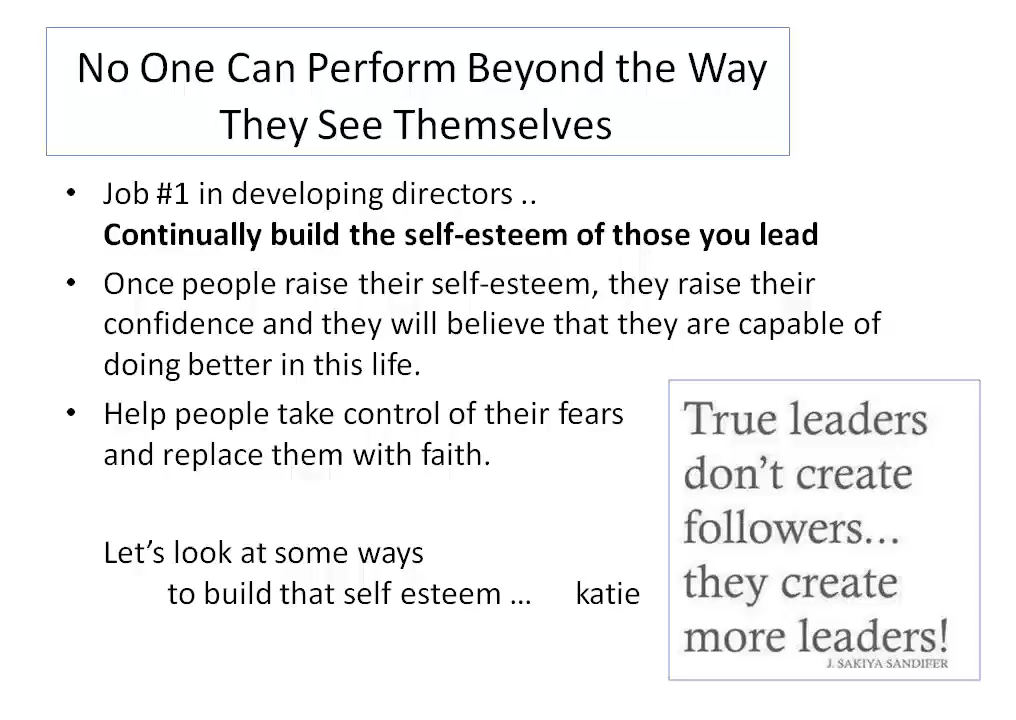 No One Can Perform Beyond the Way
They See Themselves
• Job #1 in developing directors ..
Continually build the self-esteem of those you lead
• Once people raise their self-esteem, they raise their
confidence and they will believe that they are capable of
doing better in this life.
• Help people take control of their fears
and replace them with faith.
Let's look at some ways
to build that self esteem ... katie
True leaders
don't create
followers...
they create
more leaders!
J. SAKIYA SANDIFER